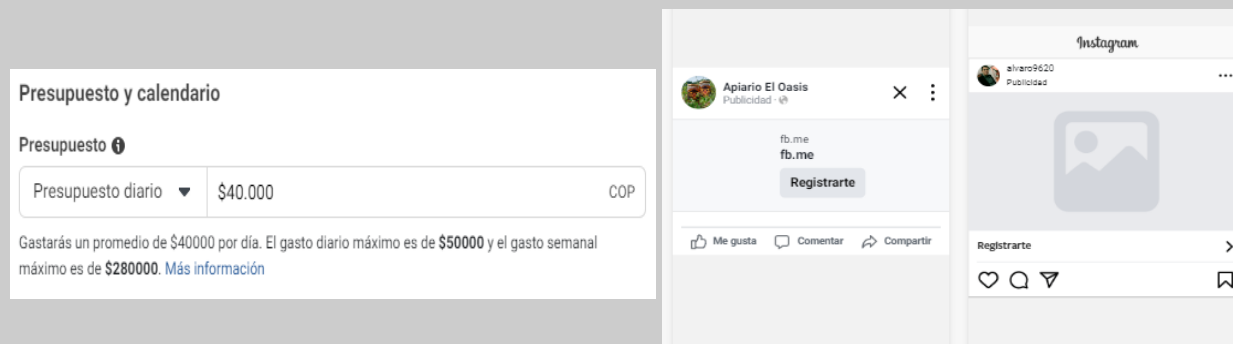 Presupuesto y calendario
Presupuesto
Presupuesto diario $40.000 COP
Gastarás un promedio de $40000 por día. El gasto diario máximo es de $50000 y el gasto semanal
máximo es de $280000. Más información
Apiario El Oasis
Publicidad ·
fb.me
fb.me
Registrarte
Me gusta Comentar Compartir
Instagram
alvaro9620
Publicidad
Registrarte